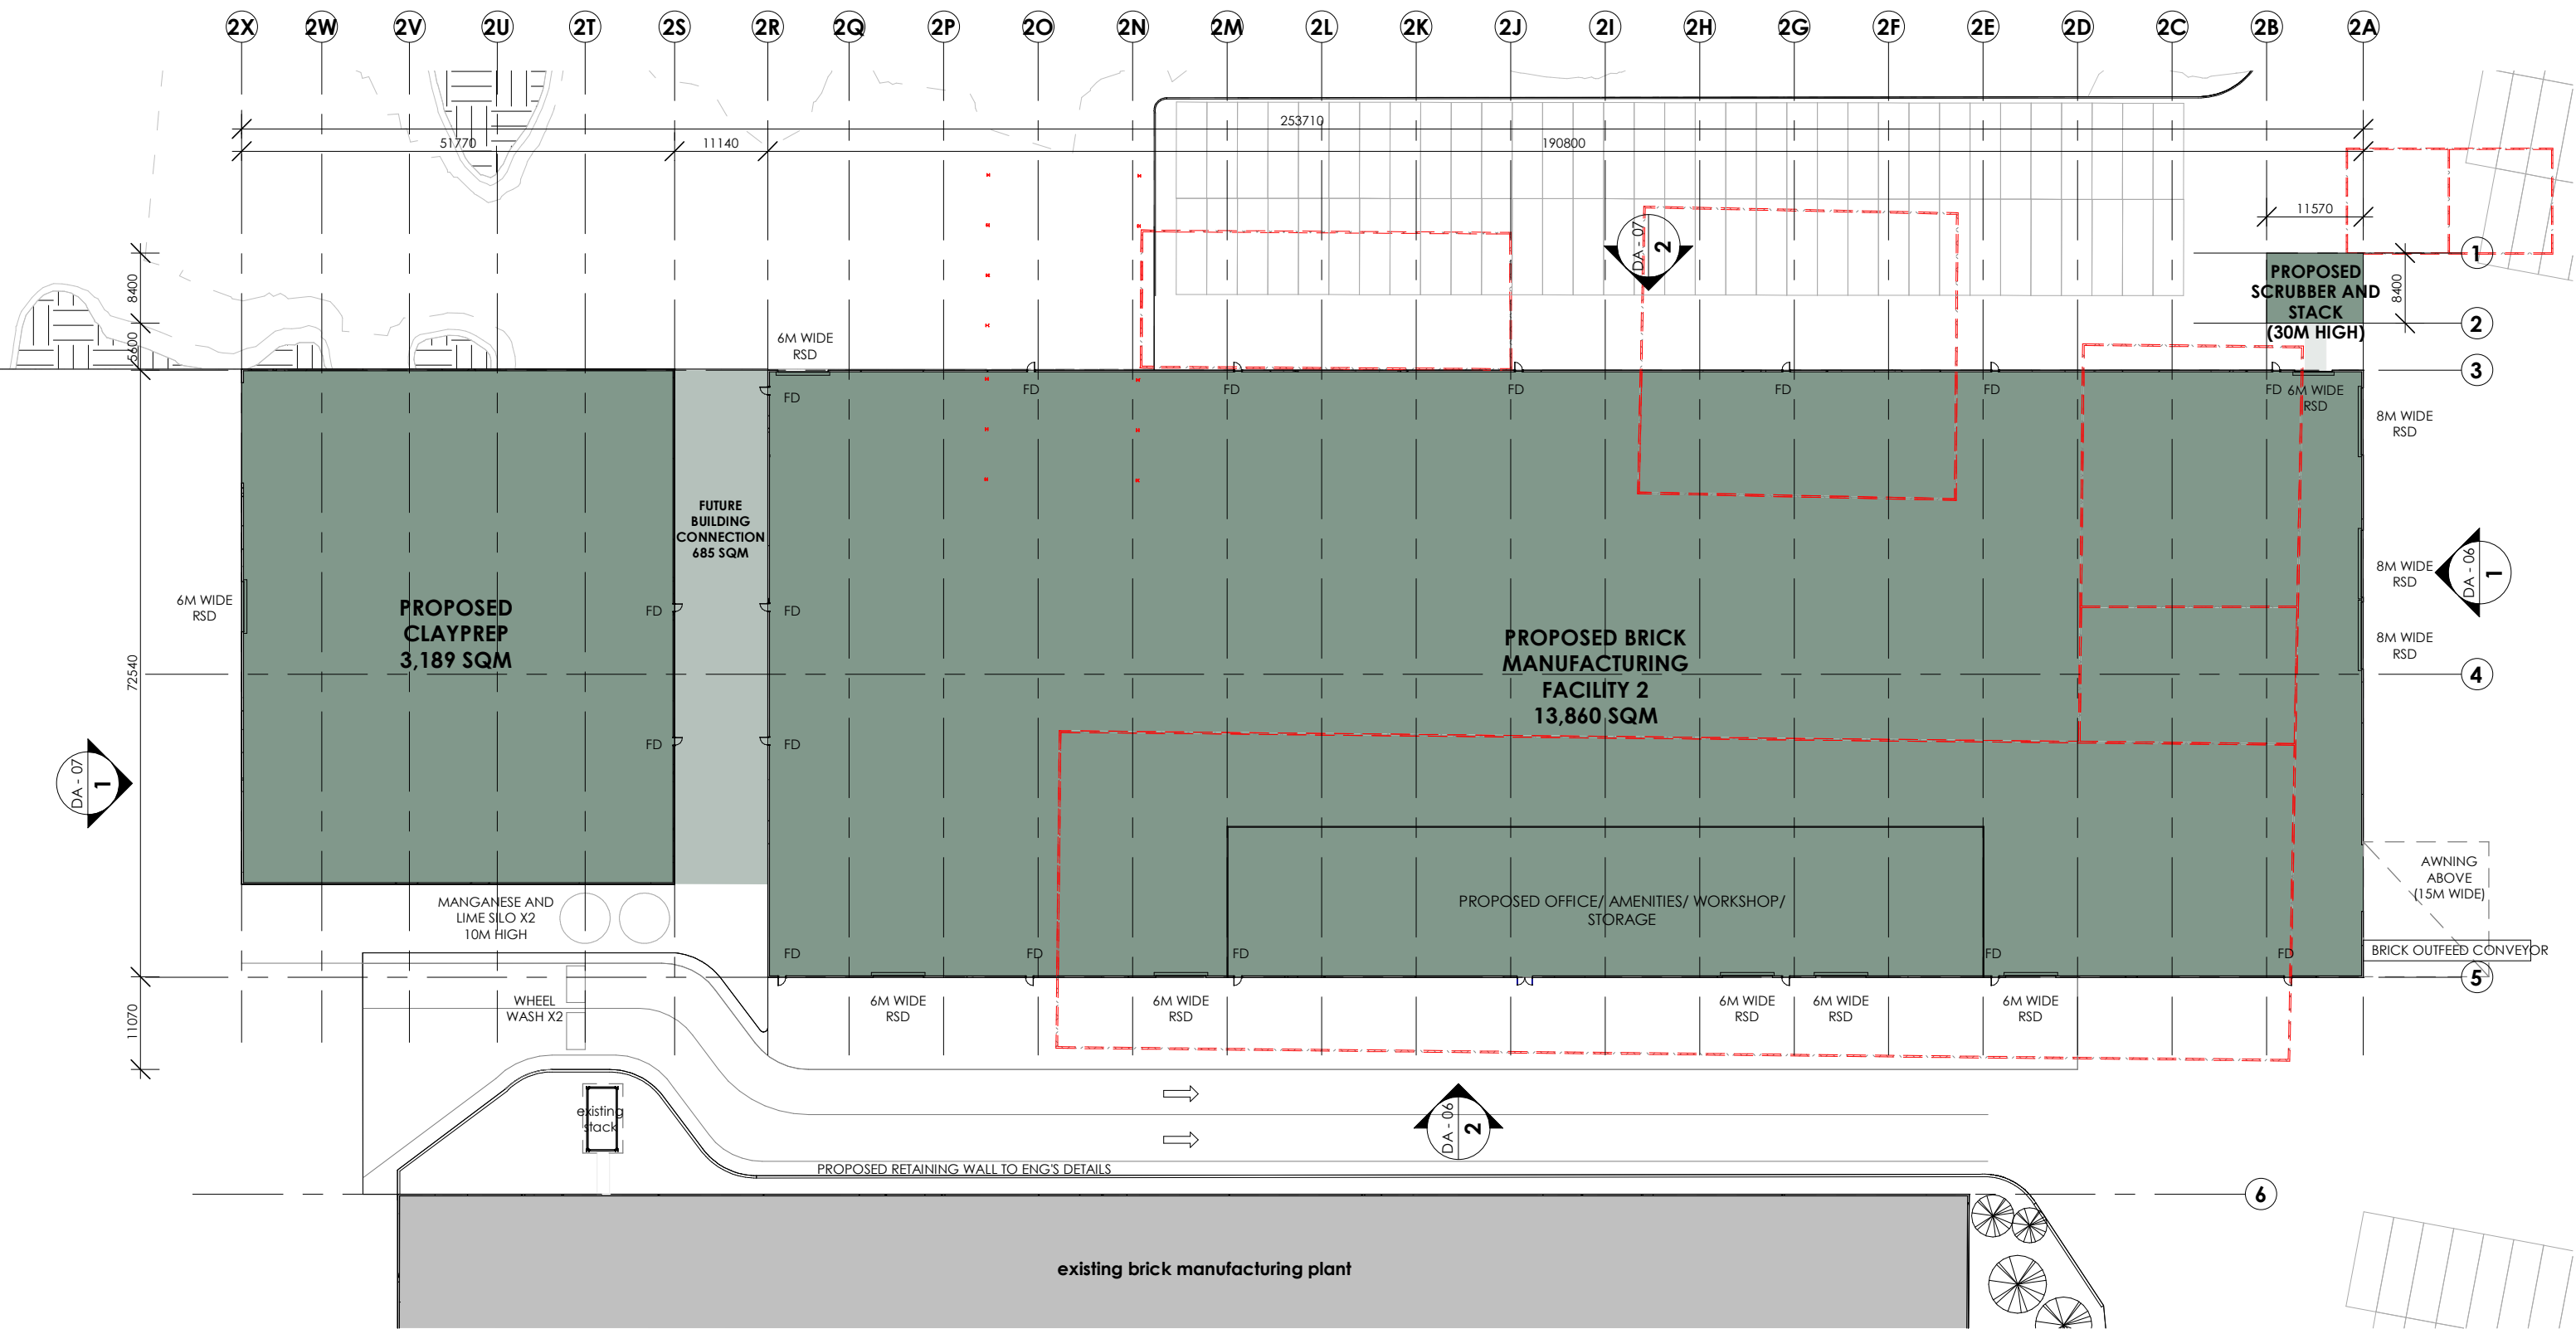 2X 2W 2V 2U 2T 2S 2R 2Q 2P 2O 2N 2M 2L 2K 2J 2I 2H 2G 2F 2E 2D 2C 2B 2A
253710
51770 11140 190800
11570
8400
5600
72540
11070
8400
1
2
3
4
5
6
PROPOSED
SCRUBBER AND
STACK
(30M HIGH)
DA - 07
2
6M WIDE
RSD
FD
FD
FD
FD
FD
FD
FD
6M WIDE
RSD
8M WIDE
RSD
8M WIDE
RSD
8M WIDE
RSD
DA - 06
1
FUTURE
BUILDING
CONNECTION
685 SQM
6M WIDE
RSD
PROPOSED
CLAYPREP
3,189 SQM
FD
FD
FD
FD
PROPOSED BRICK
MANUFACTURING
FACILITY 2
13,860 SQM
DA - 07
1
PROPOSED OFFICE/ AMENITIES/ WORKSHOP/
STORAGE
AWNING
ABOVE
(15M WIDE)
BRICK OUTFEED CONVEYOR
MANGANESE AND
LIME SILO X2
10M HIGH
FD
FD
FD
FD
FD
WHEEL
WASH X2
6M WIDE
RSD
6M WIDE
RSD
6M WIDE
RSD
6M WIDE
RSD
6M WIDE
RSD
existing
stack
DA - 06
2
PROPOSED RETAINING WALL TO ENG'S DETAILS
existing brick manufacturing plant